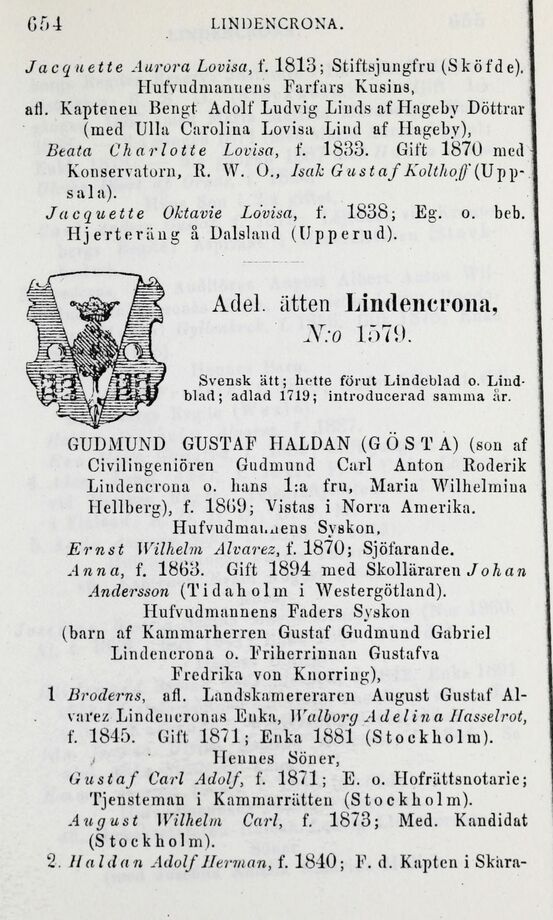 654 LINDENCRONA.
Jacquette Aurora Lovisa, f. 1813; Stiftsjungfru (Sköfde).
Hufvudmannens Farfars Kusins,
afl. Kaptenen Bengt Adolf Ludvig Linds af Hageby Döttrar
(med Ulla Carolina Lovisa Lind af Hageby),
Beata Charlotte Lovisa, f. 1833. Gift 1870 med
Konservatorn, R. W. O., Isak Gustaf Kolthoff (Upp-
sala).
Jacquette Oktavie Lovisa, f. 1838; Eg. o. beb.
Hjerteräng å Dalsland (Upperud).
Adel. ätten Lindencrona,
N:o 1579.
Svensk ätt; hette förut Lindeblad o. Lind-
blad; adlad 1719; introducerad samma år.
GUDMUND GUSTAF HALDAN (GÖSTA) (son af
Civilingeniören Gudmund Carl Anton Roderik
Lindencrona o. hans 1:a fru, Maria Wilhelmina
Hellberg), f. 1869; Vistas i Norra Amerika.
Hufvudmannens Syskon,
Ernst Wilhelm Alvarez, f. 1870; Sjöfarande.
Anna, f. 1863. Gift 1894 med Skolläraren Johan
Andersson (Tidaholm i Westergötland).
Hufvudmannens Faders Syskon
(barn af Kammarherren Gustaf Gudmund Gabriel
Lindencrona o. Friherrinnan Gustafva
Fredrika von Knorring),
1 Broderns, afl. Landskamereraren August Gustaf Al-
varez Lindencronas Enka, Walborg Adelina Hasselrot,
f. 1845. Gift 1871; Enka 1881 (Stockholm).
Hennes Söner,
Gustaf Carl Adolf, f. 1871; E. o. Hofrättsnotarie;
Tjensteman i Kammarrätten (Stockholm).
August Wilhelm Carl, f. 1873; Med. Kandidat
(Stockholm).
2. Haldan Adolf Herman, f. 1840; F. d. Kapten i Skara-